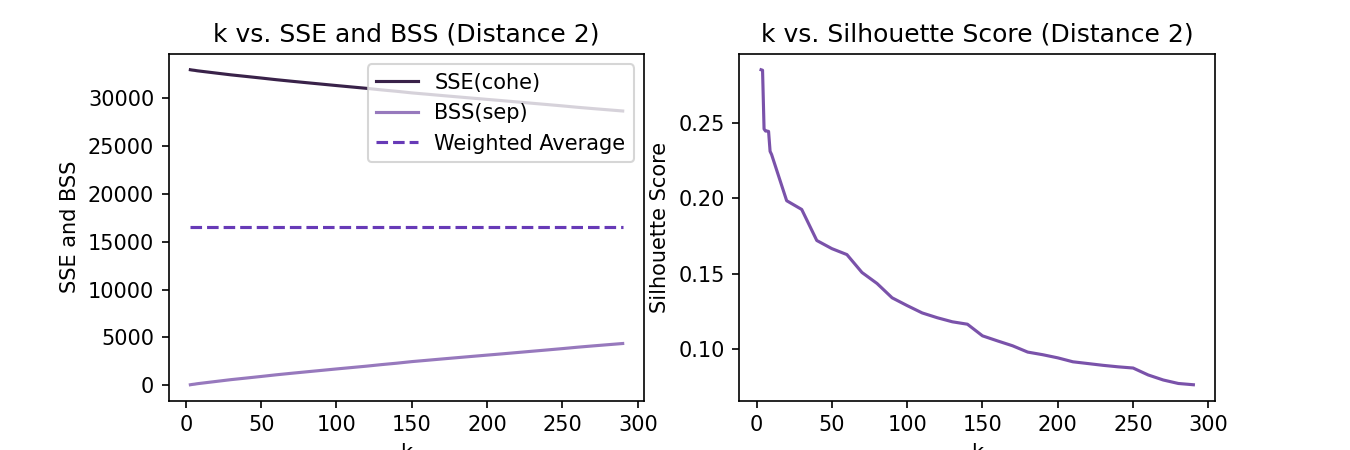 k vs. SSE and BSS (Distance 2)
SSE and BSS
30000
25000
20000
15000
10000
5000
0
SSE(cohe)
BSS(sep)
Weighted Average
0 50 100 150 200 250 300
k
k vs. Silhouette Score (Distance 2)
Silhouette Score
0.25
0.20
0.15
0.10
0 50 100 150 200 250 300
k